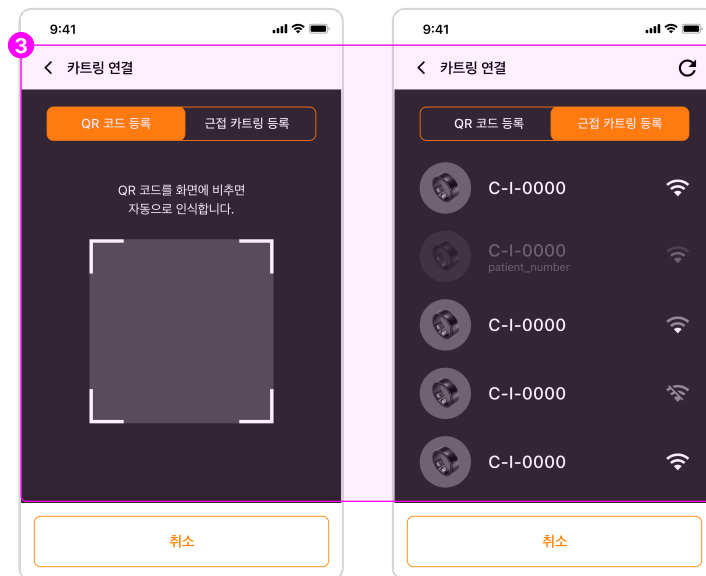 3
9:41
카트링 연결
QR 코드 등록
근접 카트링 등록
QR 코드를 화면에 비추면
자동으로 인식합니다.
취소
9:41
카트링 연결
QR 코드 등록
근접 카트링 등록
C-I-0000
C-I-0000
patient_number
C-I-0000
C-I-0000
C-I-0000
취소